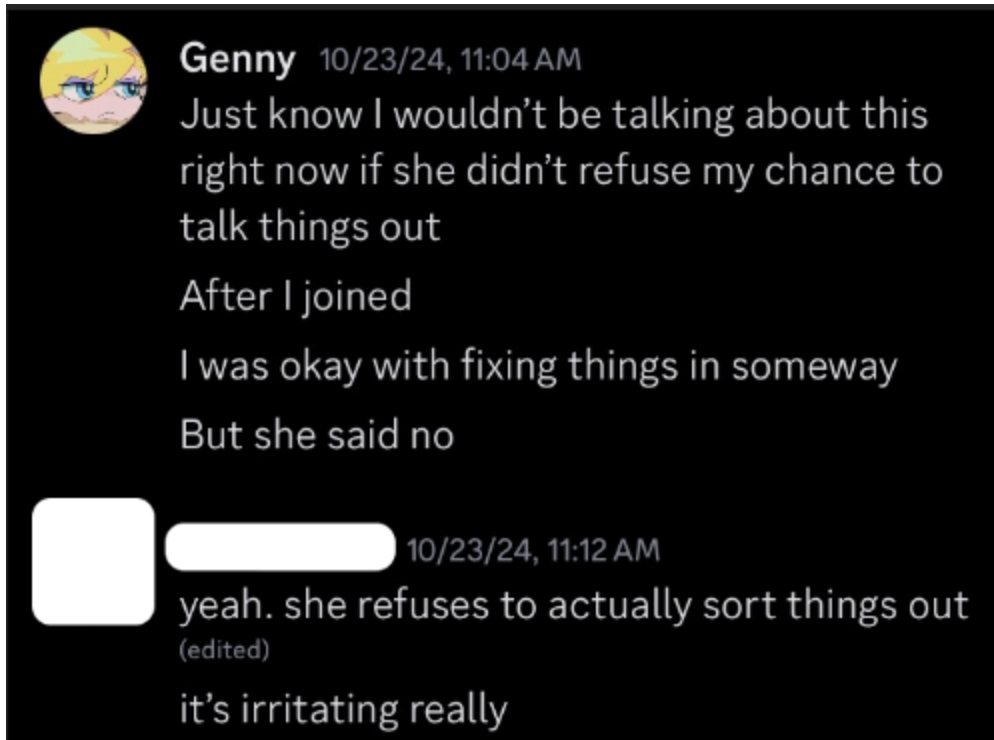 Genny 10/23/24, 11:04 AM
Just know I wouldn’t be talking about this
right now if she didn’t refuse my chance to
talk things out
After I joined
I was okay with fixing things in someway
But she said no
10/23/24, 11:12 AM
yeah. she refuses to actually sort things out
(edited)
it’s irritating really